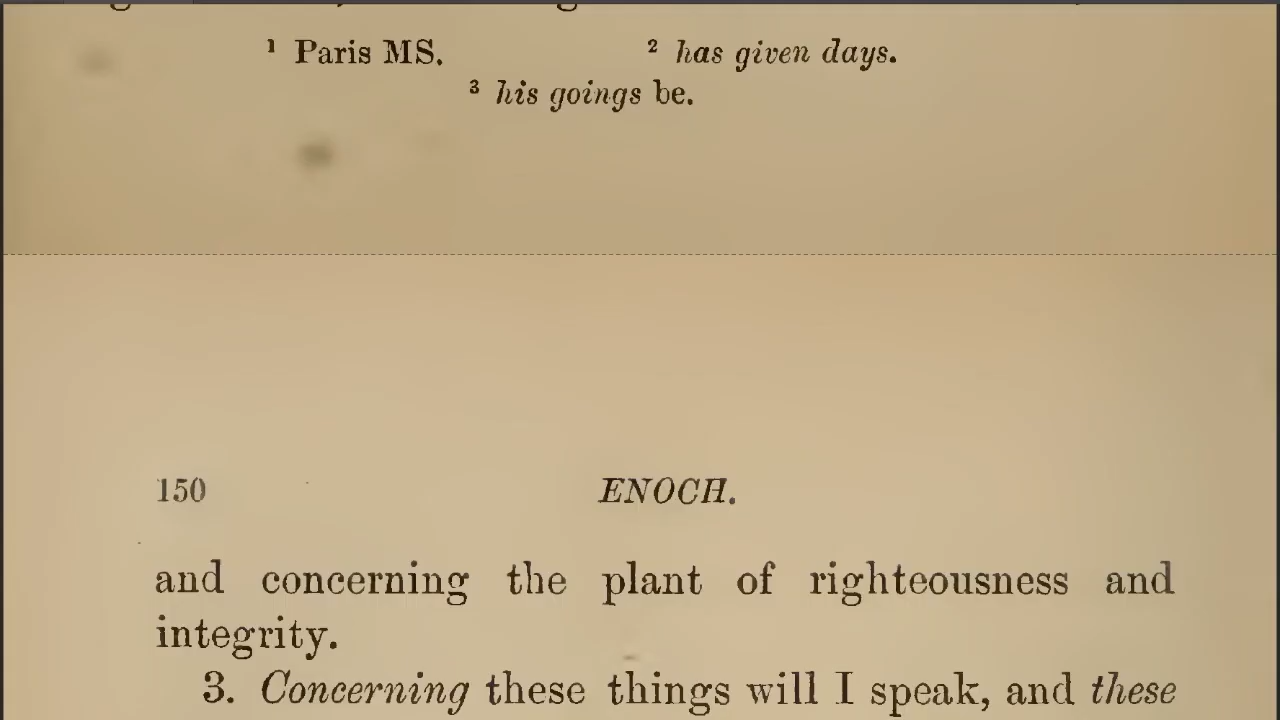 ¹ Paris MS. ² has given days.
³ his goings be.
150 ENOCH.
and concerning the plant of righteousness and
integrity.
3. Concerning these things will I speak, and these